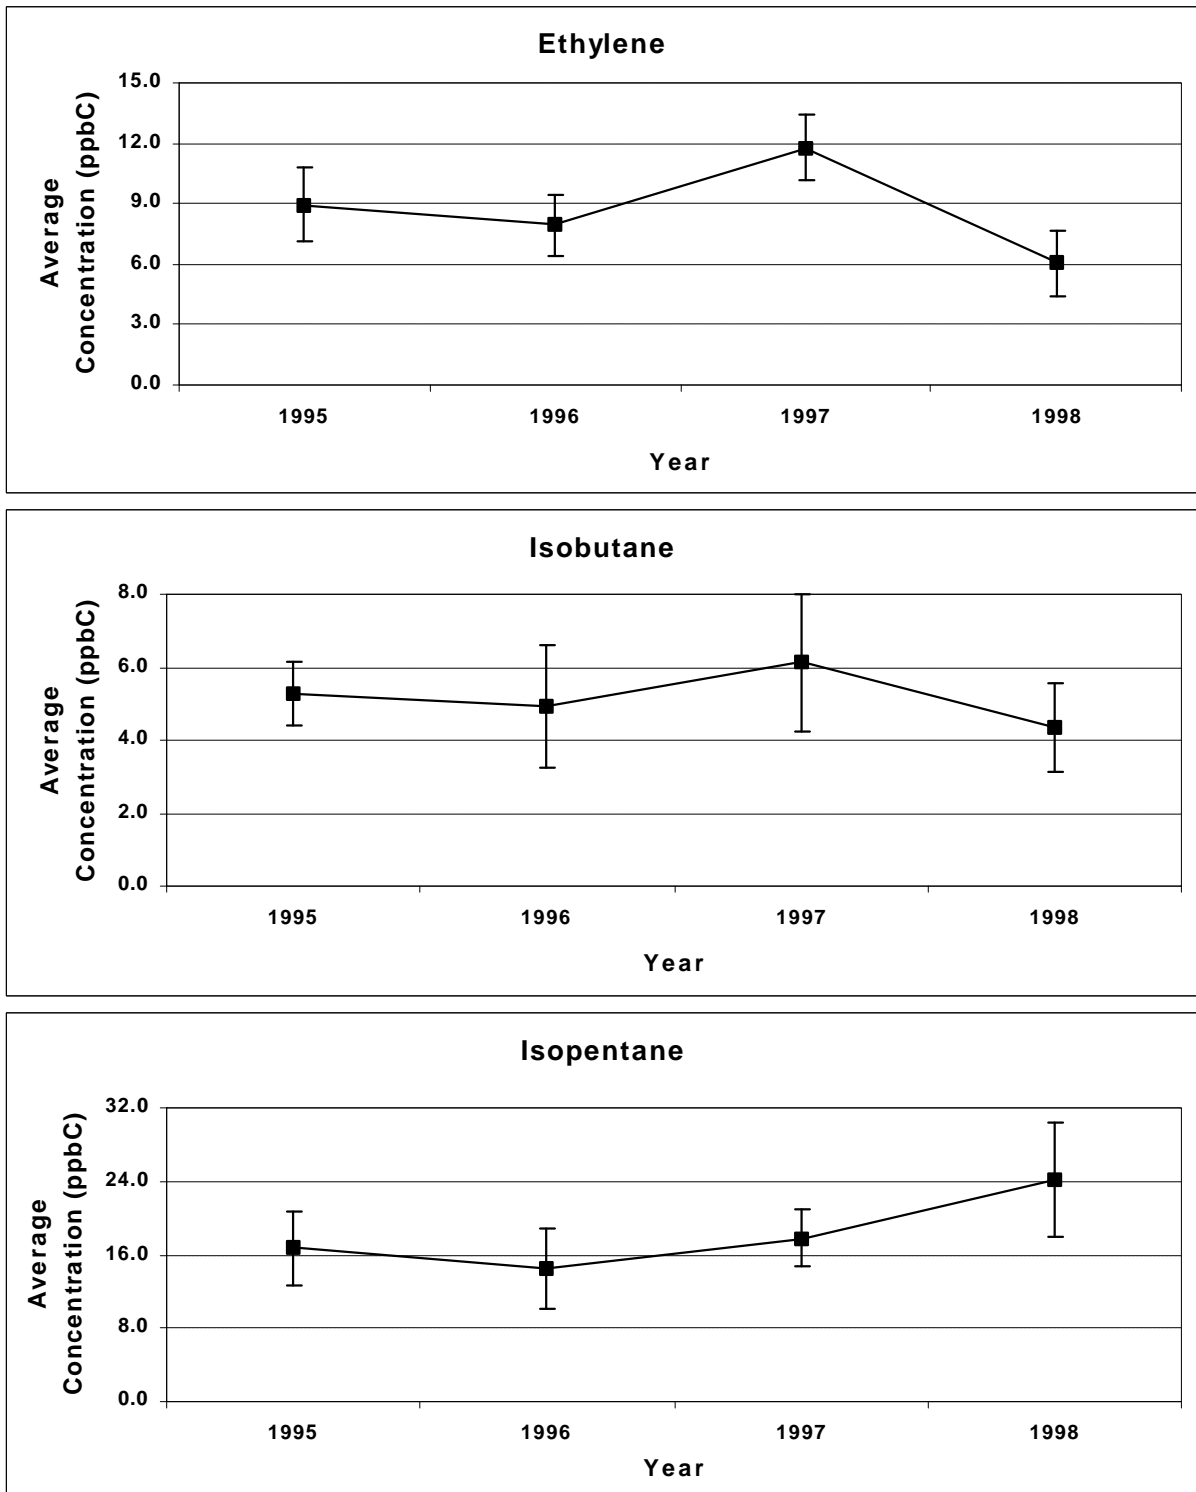 Ethylene
Average
Concentration (ppbC)
15.0
12.0
9.0
6.0
3.0
0.0
1995 1996 1997 1998
Year
Isobutane
Average
Concentration (ppbC)
8.0
6.0
4.0
2.0
0.0
1995 1996 1997 1998
Year
Isopentane
Average
Concentration (ppbC)
32.0
24.0
16.0
8.0
0.0
1995 1996 1997 1998
Year